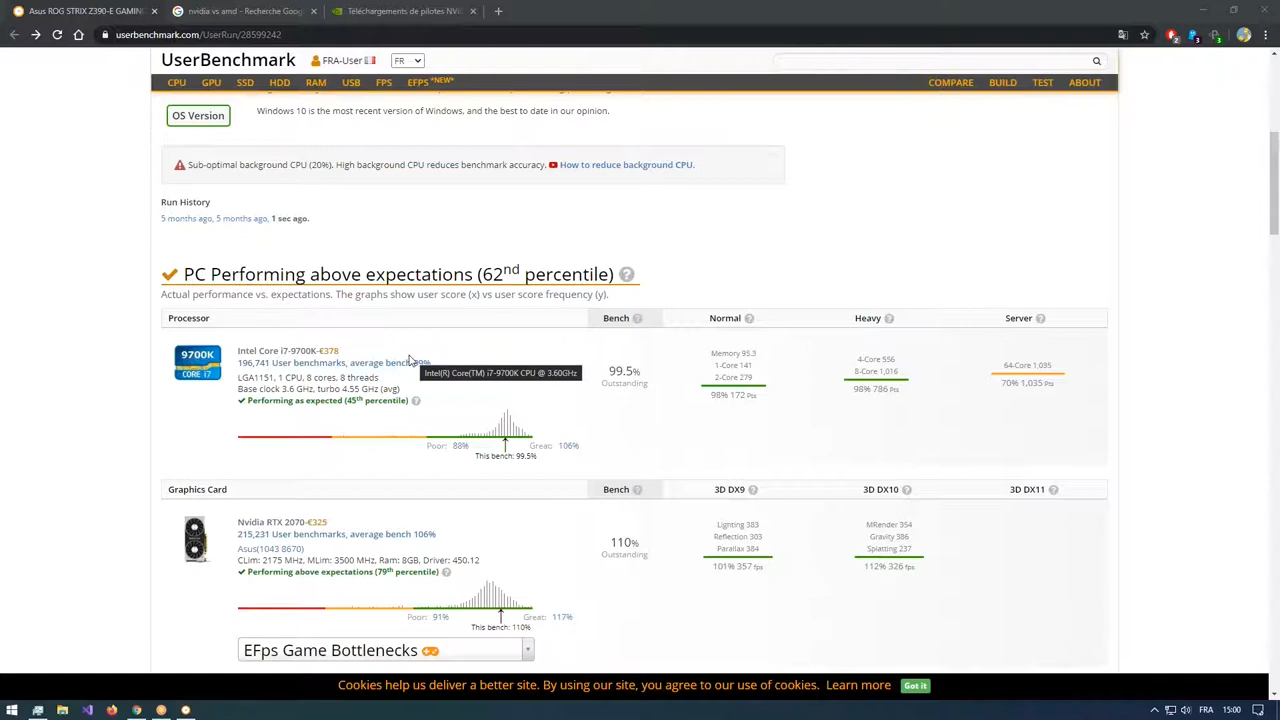 Asus ROG STRIX Z390-E GAMIN
nvidia vs amd - Recherche Goog
Téléchargements de pilotes NVI
userbenchmark.com/UserRun/28599242
UserBenchmark
FRA-User
FR
CPU GPU SSD HDD RAM USB FPS EFPS *NEW*
COMPARE BUILD TEST ABOUT
OS Version
Windows 10 is the most recent version of Windows, and the best to date in our opinion.
Sub-optimal background CPU (20%). High background CPU reduces benchmark accuracy. How to reduce background CPU.
Run History
5 months ago, 5 months ago, 1 sec ago.
PC Performing above expectations (62nd percentile) ?
Actual performance vs. expectations. The graphs show user score (x) vs user score frequency (y).
Processor Bench ? Normal ? Heavy ? Server ?
9700K
CORE i7
Intel Core i7-9700K-€378
196,741 User benchmarks, average bench
Intel(R) Core(TM) i7-9700K CPU @ 3.60GHz
LGA1151, 1 CPU, 8 cores, 8 threads
Base clock 3.6 GHz, turbo 4.55 GHz (avg)
Performing as expected (45th percentile) ?
Poor: 88%
Great: 106%
This bench: 99.5%
99.5%
Outstanding
Memory 95.3
1-Core 141
2-Core 279
98% 172 Pts
4-Core 556
8-Core 1,016
98% 786 Pts
64-Core 1,035
70% 1,035 Pts
Graphics Card Bench ? 3D DX9 ? 3D DX10 ? 3D DX11 ?
Nvidia RTX 2070-€325
215,231 User benchmarks, average bench 106%
Asus(1043 8670)
CLim: 2175 MHz, MLim: 3500 MHz, Ram: 8GB, Driver: 450.12
Performing above expectations (79th percentile) ?
Poor: 91%
Great: 117%
This bench: 110%
110%
Outstanding
Lighting 383
Reflection 303
Parallax 384
101% 357 fps
MRender 354
Gravity 386
Splatting 237
112% 326 fps
EFps Game Bottlenecks
Cookies help us deliver a better site. By using our site, you agree to our use of cookies. Learn more Got it
FRA 15:00